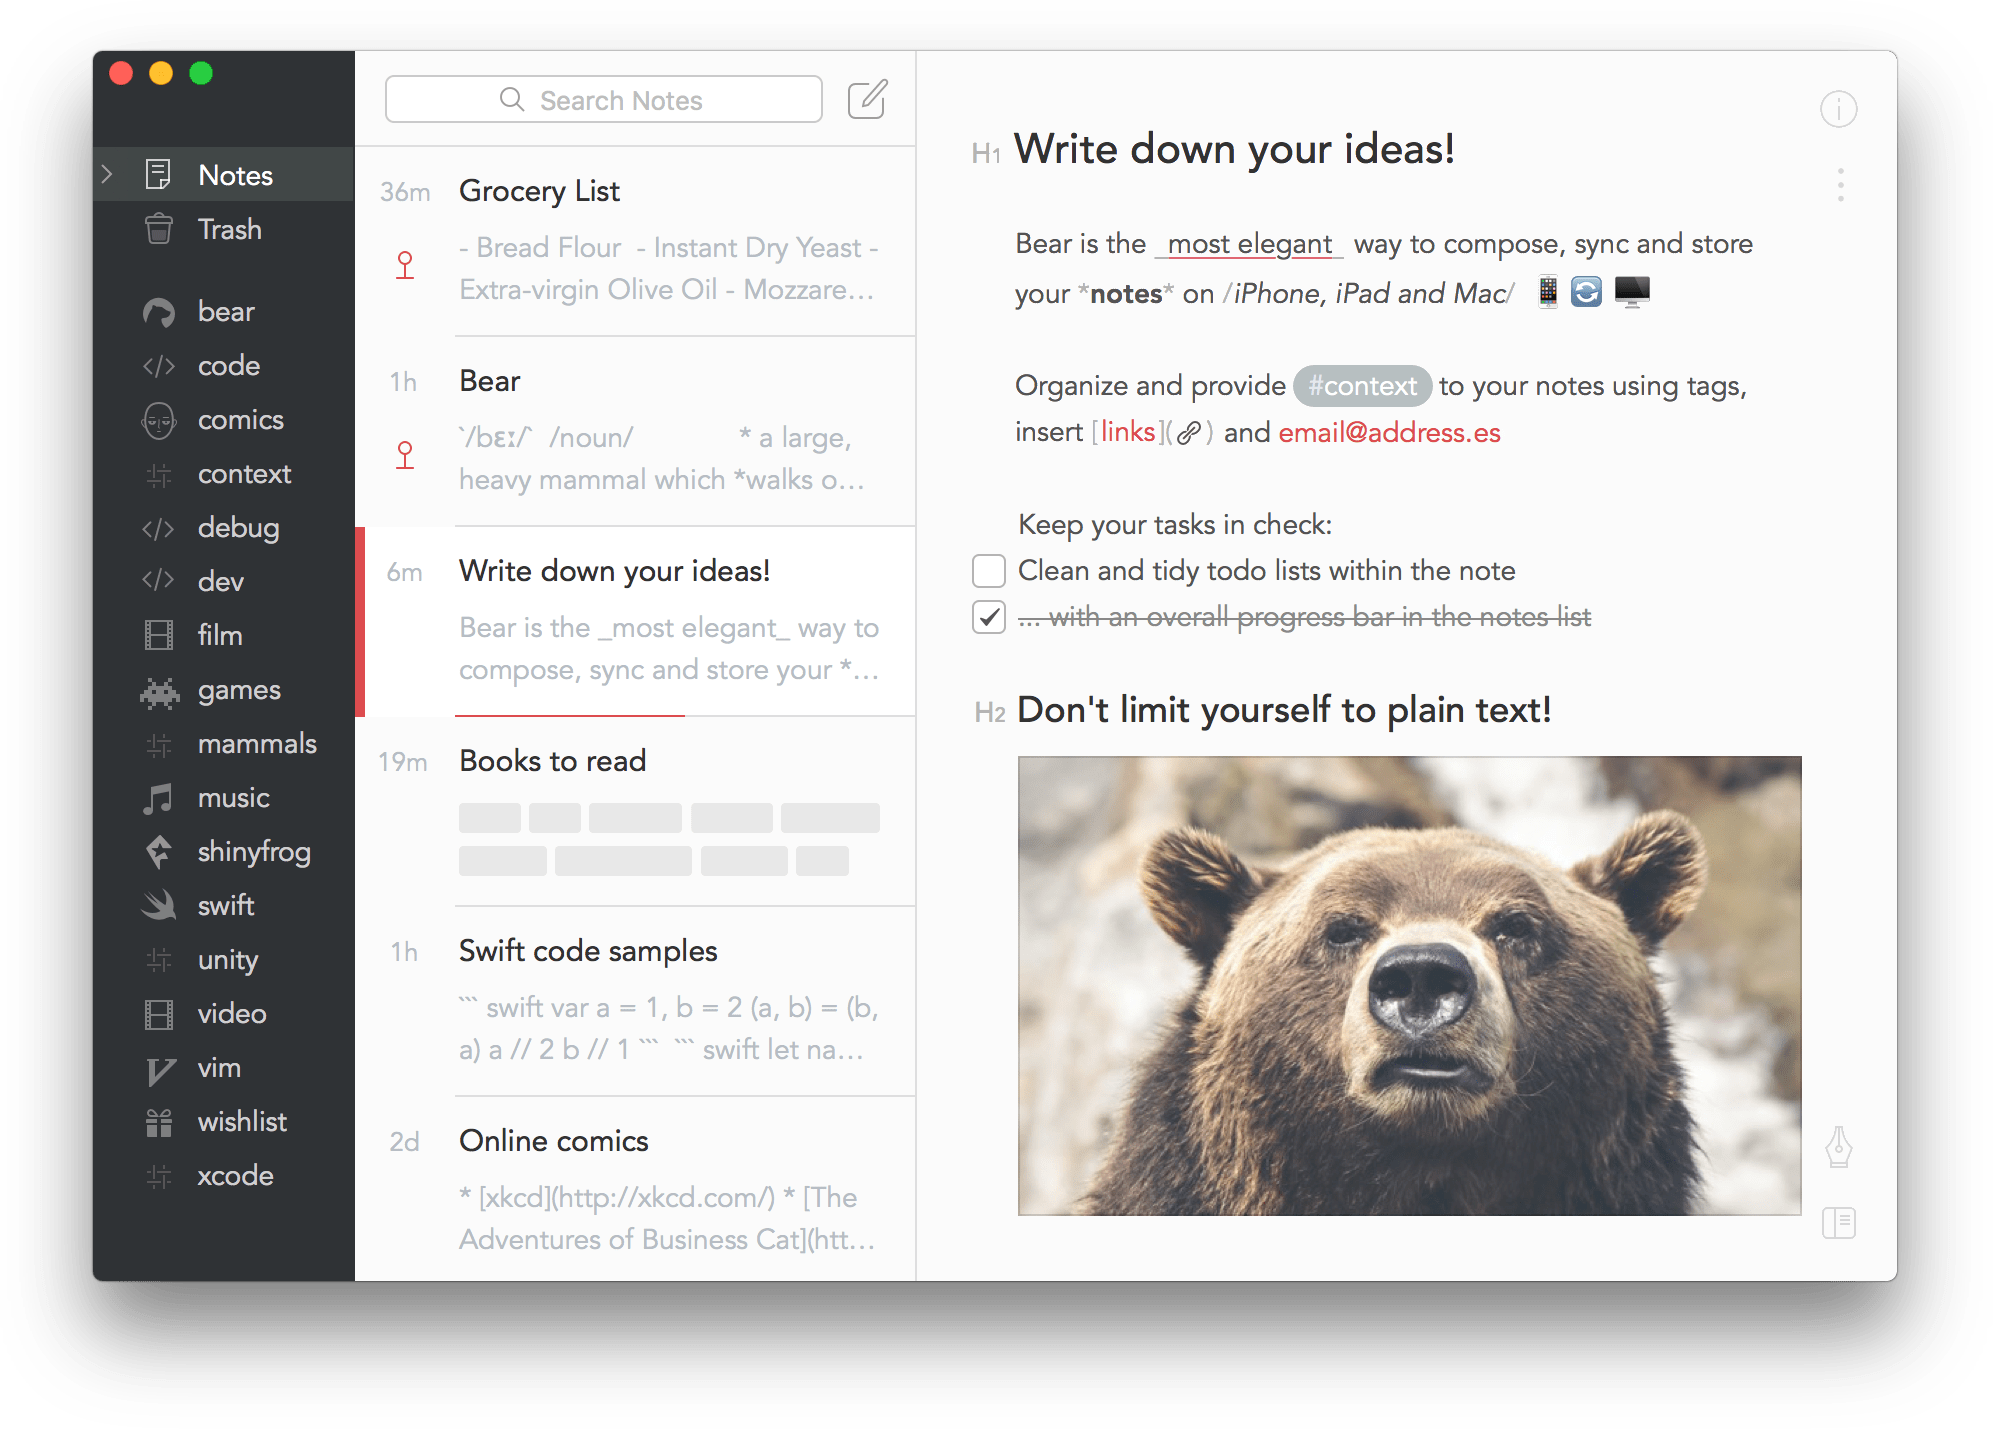 Notes
Trash
bear
code
comics
context
debug
dev
film
games
mammals
music
shinyfrog
swift
unity
video
vim
wishlist
xcode
Search Notes
36m Grocery List
- Bread Flour  - Instant Dry Yeast -
Extra-virgin Olive Oil - Mozzare...
1h Bear
`/bɛː/`  /noun/ * a large,
heavy mammal which *walks o...
6m Write down your ideas!
Bear is the _most elegant_ way to
compose, sync and store your *...
19m Books to read
1h Swift code samples
``` swift var a = 1, b = 2 (a, b) = (b,
a) a // 2 b // 1 ```  ``` swift let na...
2d Online comics
* [xkcd](http://xkcd.com/) * [The
Adventures of Business Cat](htt...
H1 Write down your ideas!
Bear is the _most elegant_ way to compose, sync and store
your *notes* on /iPhone, iPad and Mac/ 📱🔄🖥
Organize and provide #context to your notes using tags,
insert [links](🔗) and email@address.es
Keep your tasks in check:
Clean and tidy todo lists within the note
... with an overall progress bar in the notes list
H2 Don't limit yourself to plain text!